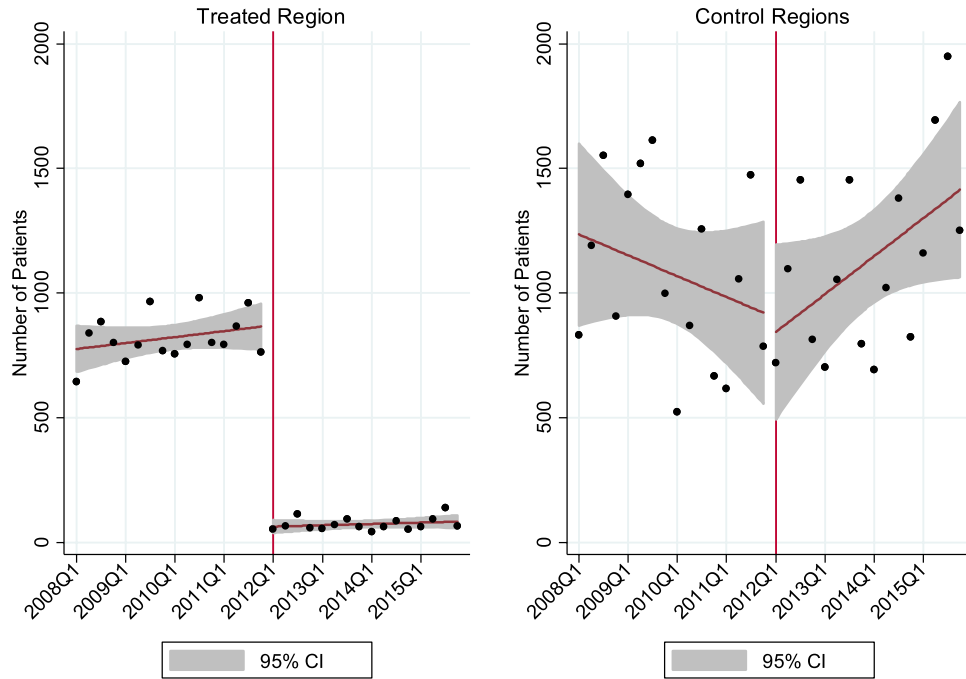 Treated Region
Number of Patients
2000
1500
1000
500
0
2008Q1
2009Q1
2010Q1
2011Q1
2012Q1
2013Q1
2014Q1
2015Q1
95% CI
Control Regions
Number of Patients
2000
1500
1000
500
0
2008Q1
2009Q1
2010Q1
2011Q1
2012Q1
2013Q1
2014Q1
2015Q1
95% CI